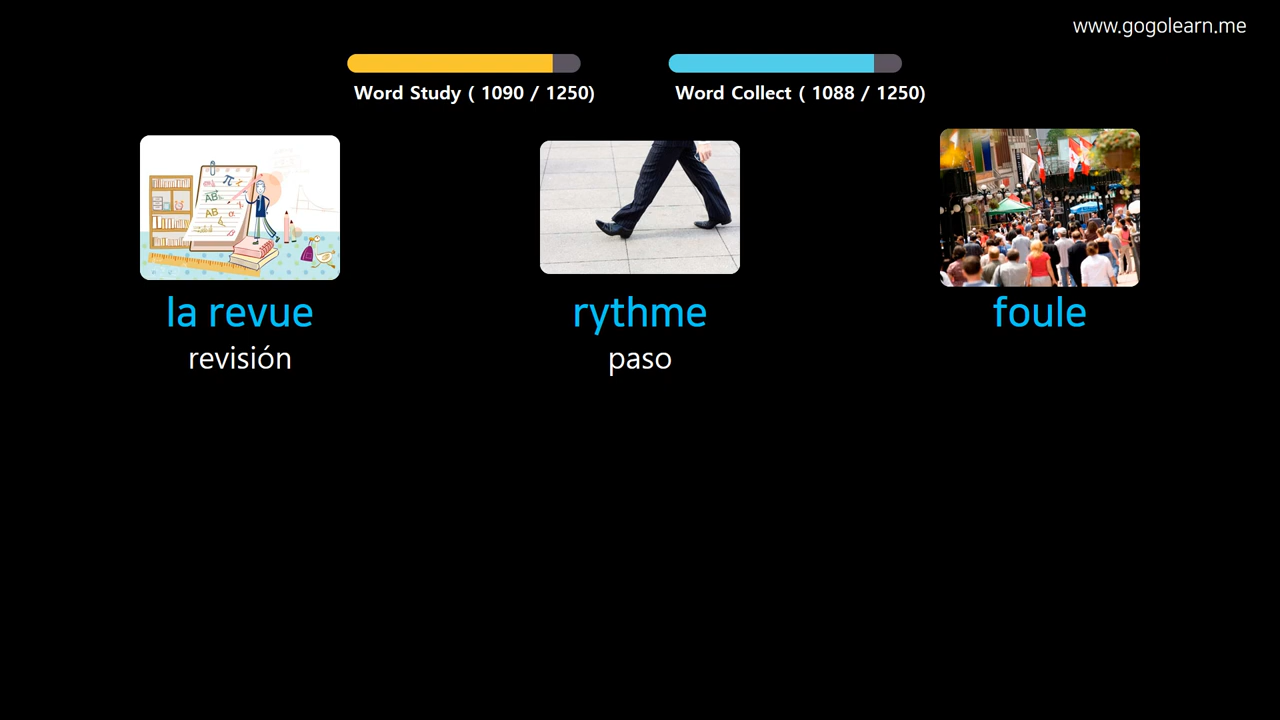 www.gogolearn.me
Word Study ( 1090 / 1250)
Word Collect ( 1088 / 1250)
la revue
rythme
foule
revisión
paso